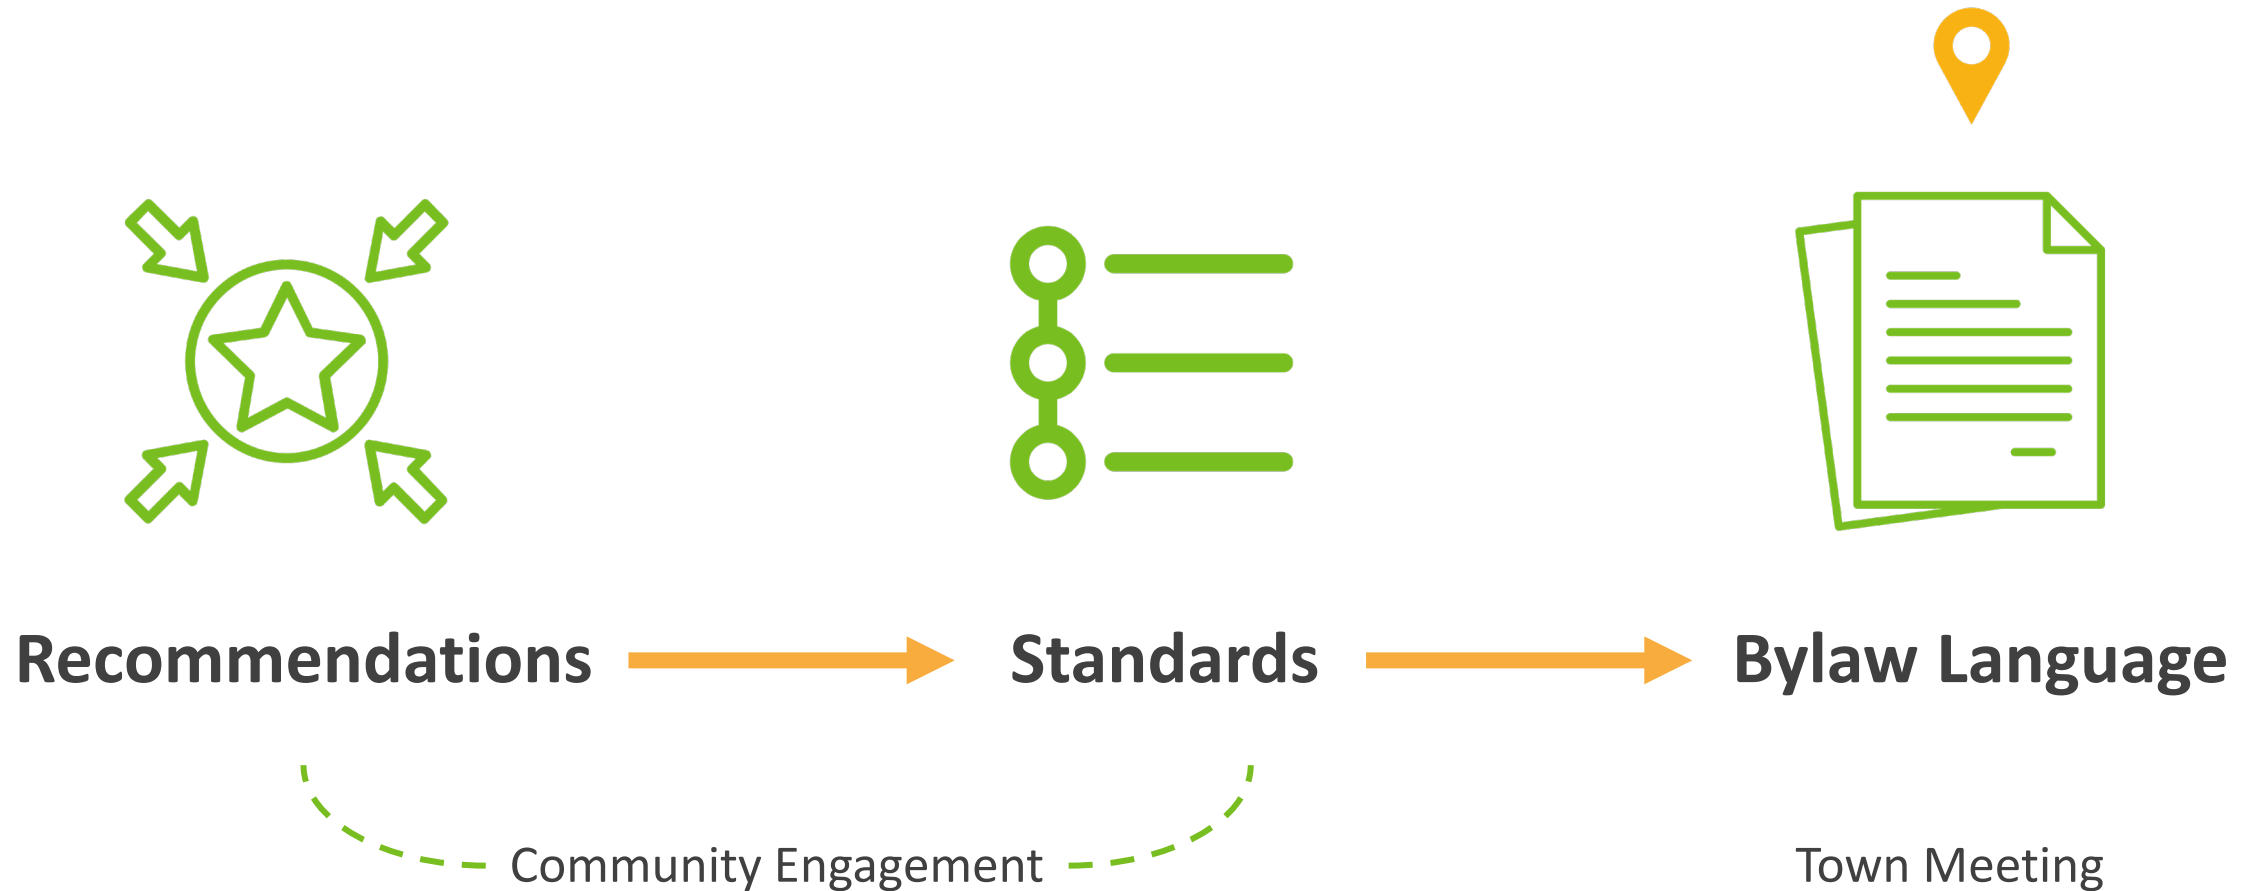 Recommendations
Standards
Bylaw Language
Community Engagement
Town Meeting